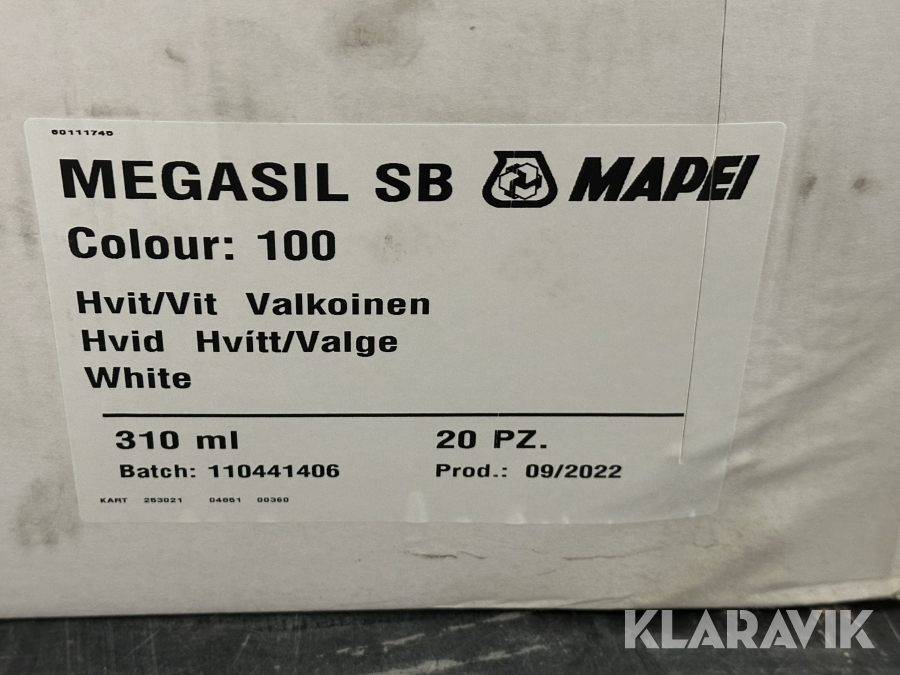 60111740
MEGASIL SB MAPEI
Colour: 100
Hvit/Vit Valkoinen
Hvid Hvítt/Valge
White
310 ml 20 PZ.
Batch: 110441406 Prod.: 09/2022
KART 253021 04851 00360
KLARAVIK